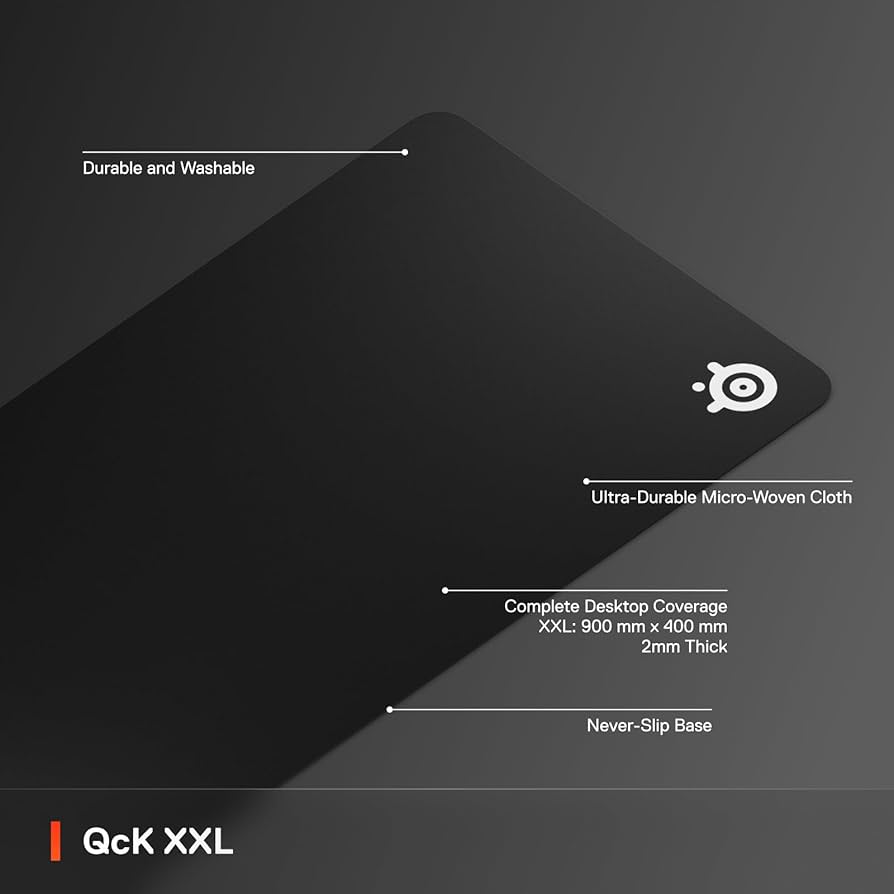 Durable and Washable
Ultra-Durable Micro-Woven Cloth
Complete Desktop Coverage
XXL: 900 mm x 400 mm
2mm Thick
Never-Slip Base
QcK XXL